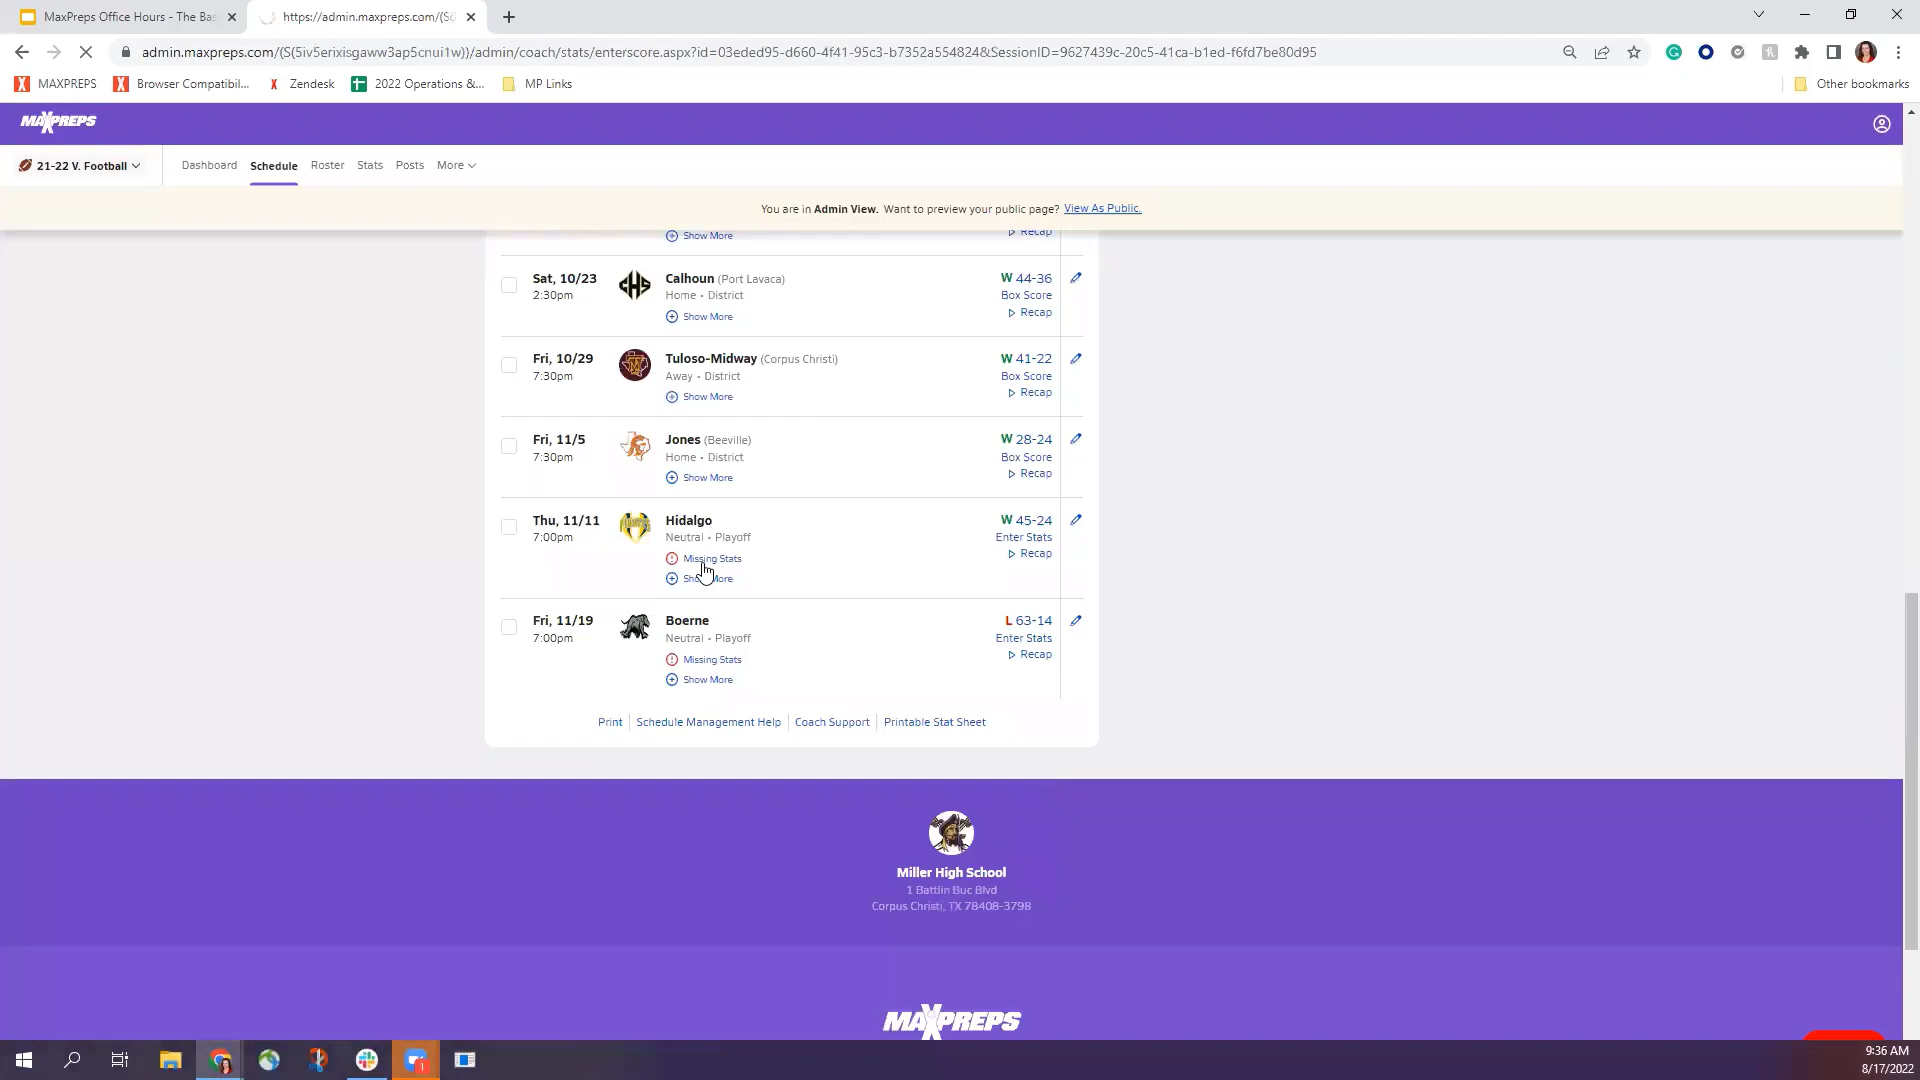 MaxPreps Office Hours - The Bas
https://admin.maxpreps.com/(S(
admin.maxpreps.com/(S(5iv5erixisgaww3ap5cnui1w))/admin/coach/stats/enterscore.aspx?id=03eded95-d660-4f41-95c3-b7352a554824&SessionID=9627439c-20c5-41ca-b1ed-f6fd7be80d95
MAXPREPS
Browser Compatibil...
Zendesk
2022 Operations &...
MP Links
Other bookmarks
MAXPREPS
21-22 V. Football
Dashboard
Schedule
Roster
Stats
Posts
More
You are in Admin View. Want to preview your public page? View As Public.
Show More
Recap
Sat, 10/23
2:30pm
CHS
Calhoun (Port Lavaca)
Home • District
Show More
W 44-36
Box Score
Recap
Fri, 10/29
7:30pm
Tuloso-Midway (Corpus Christi)
Away • District
Show More
W 41-22
Box Score
Recap
Fri, 11/5
7:30pm
Jones (Beeville)
Home • District
Show More
W 28-24
Box Score
Recap
Thu, 11/11
7:00pm
Hidalgo
Neutral • Playoff
Missing Stats
Show More
W 45-24
Enter Stats
Recap
Fri, 11/19
7:00pm
Boerne
Neutral • Playoff
Missing Stats
Show More
L 63-14
Enter Stats
Recap
Print
Schedule Management Help
Coach Support
Printable Stat Sheet
Miller High School
1 Battlin Buc Blvd
Corpus Christi, TX 78408-3798
MAXPREPS
1
9:36 AM
8/17/2022